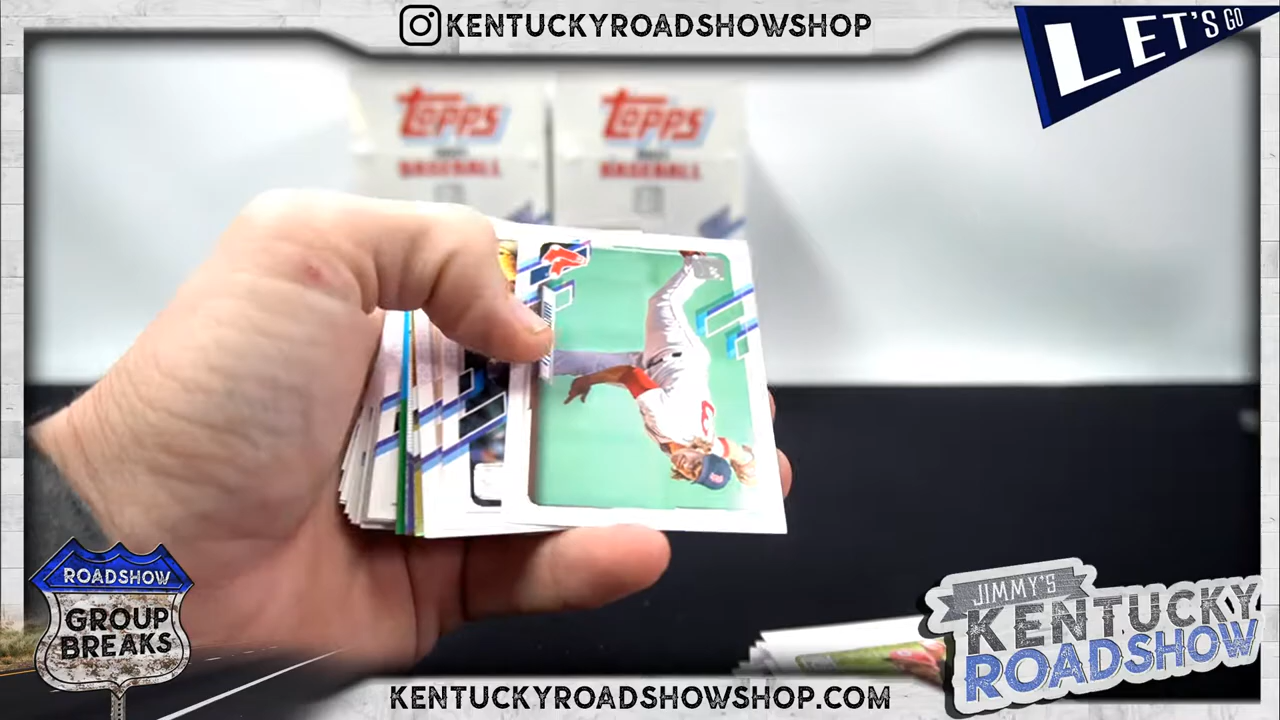 KENTUCKYROADSHOWSHOP
LET'S GO
Topps
BASEBALL
Topps
BASEBALL
ROADSHOW
GROUP
BREAKS
JIMMY'S
KENTUCKY
ROADSHOW
KENTUCKYROADSHOWSHOP.COM